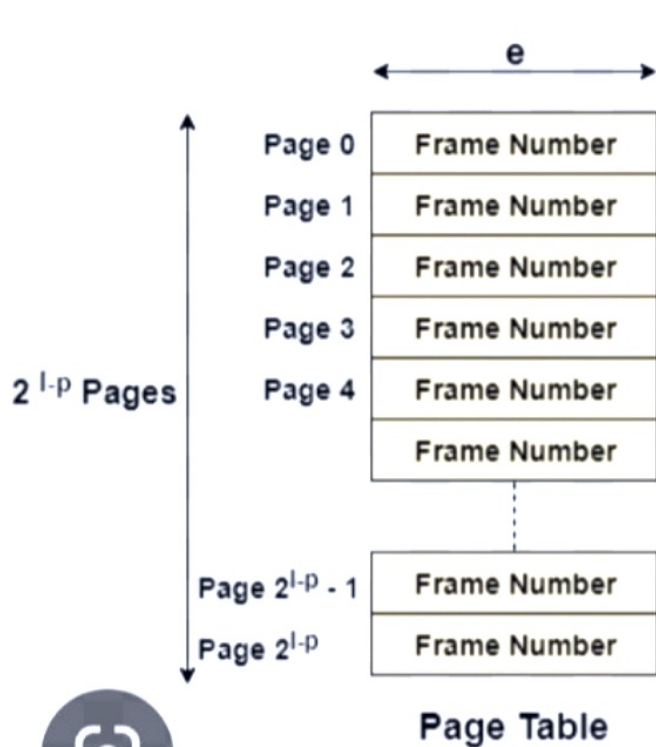 e
Page 0 Frame Number
Page 1 Frame Number
Page 2 Frame Number
Page 3 Frame Number
2 l-p Pages Page 4 Frame Number
Frame Number
Page 2l-p - 1 Frame Number
Page 2l-p Frame Number
Page Table